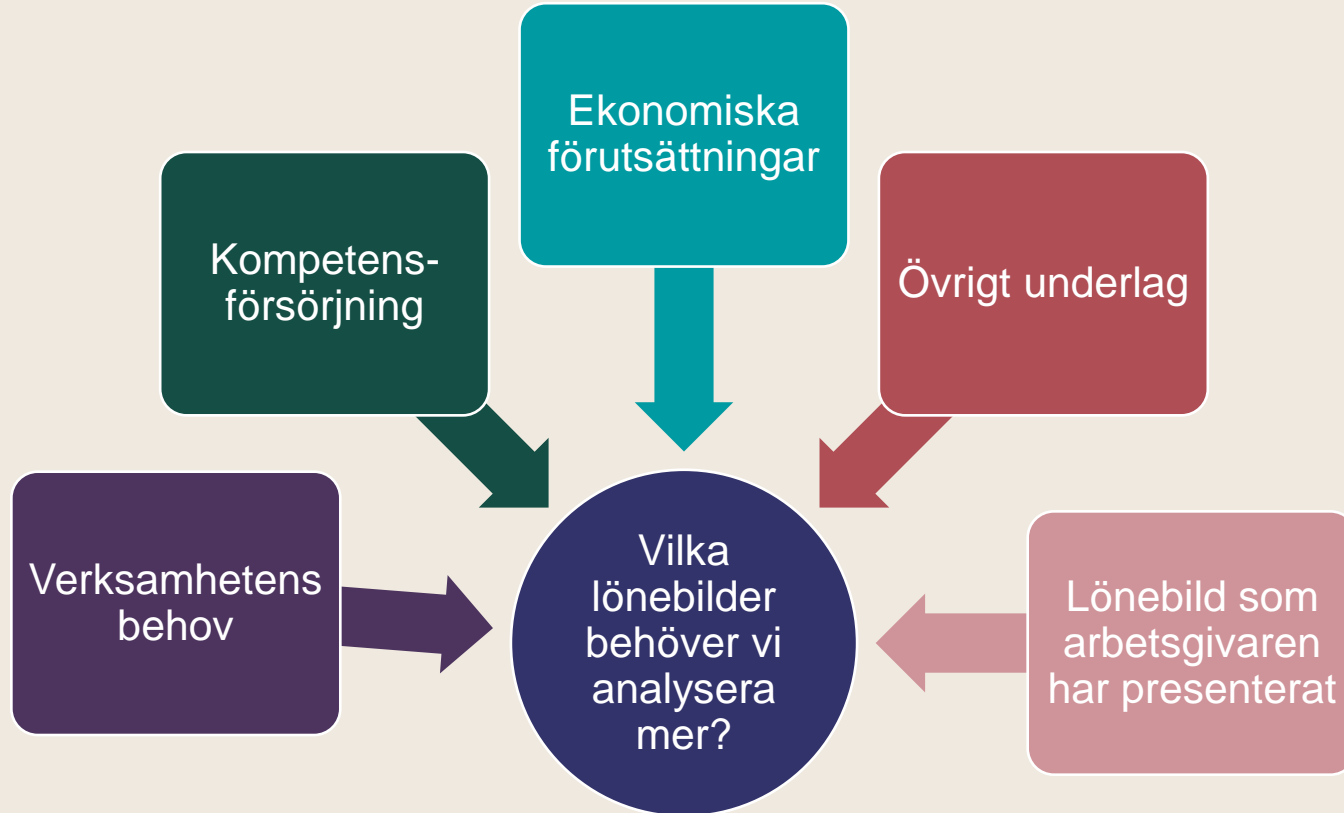 Ekonomiska
förutsättningar
Kompetens-
försörjning
Övrigt underlag
Verksamhetens
behov
Vilka
lönebilder
behöver vi
analysera
mer?
Lönebild som
arbetsgivaren
har presenterat